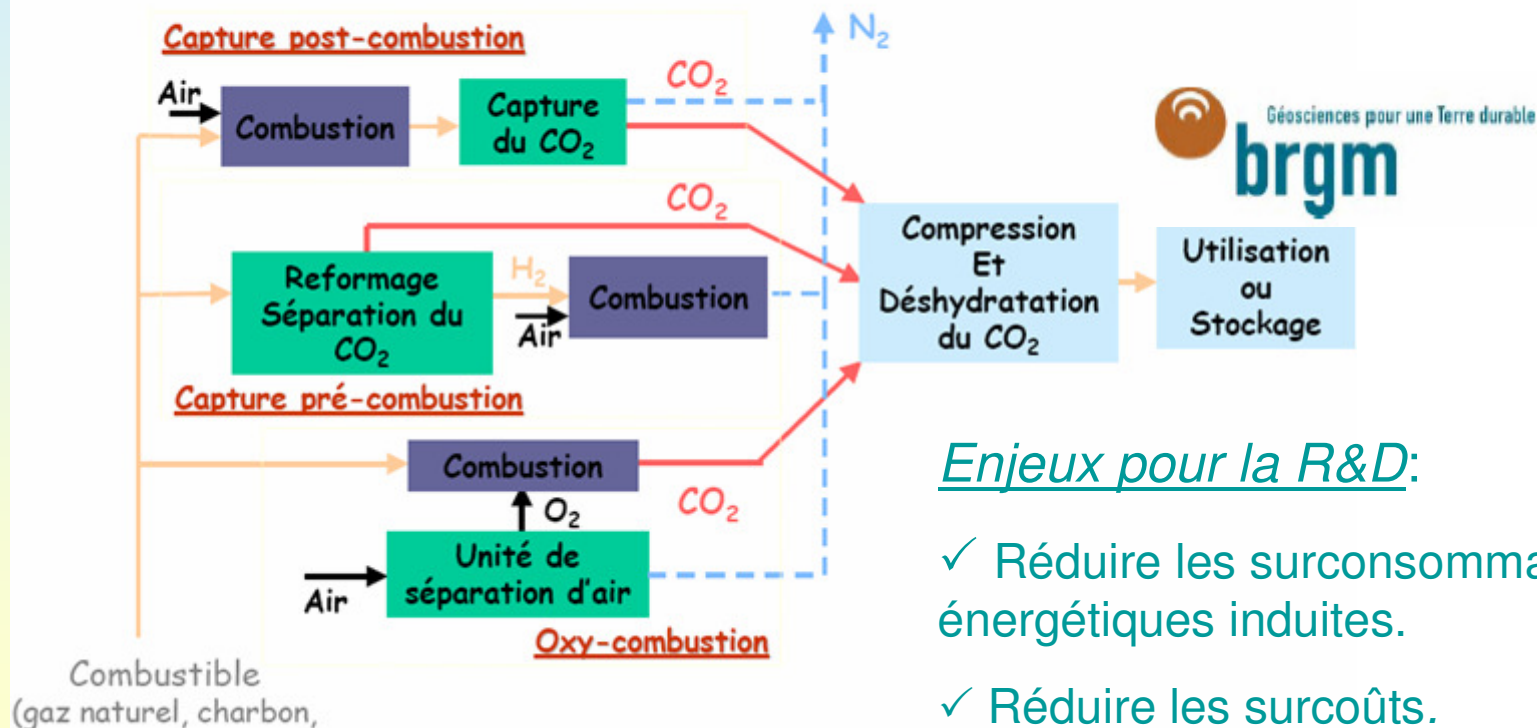 Capture post-combustion
N₂
Air
Combustion
Capture
du CO₂
CO₂
Géosciences pour une Terre durable
brgm
CO₂
Reformage
Séparation du
CO₂
H₂
Air
Combustion
Compression
Et
Déshydratation
du CO₂
Utilisation
ou
Stockage
Capture pré-combustion
Combustion
O₂
CO₂
Unité de
séparation d'air
Air
Oxy-combustion
Combustible
(gaz naturel, charbon,
Enjeux pour la R&D:
✓ Réduire les surconsomma
énergétiques induites.
✓ Réduire les surcoûts.